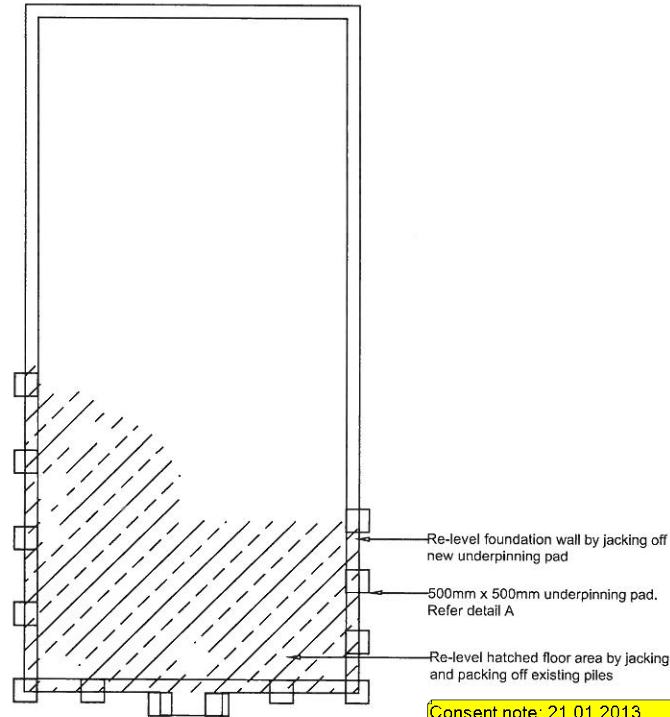 Re-level foundation wall by jacking off
new underpinning pad
500mm x 500mm underpinning pad.
Refer detail A
Re-level hatched floor area by jacking
and packing off existing piles
Consent note: 21.01.2013